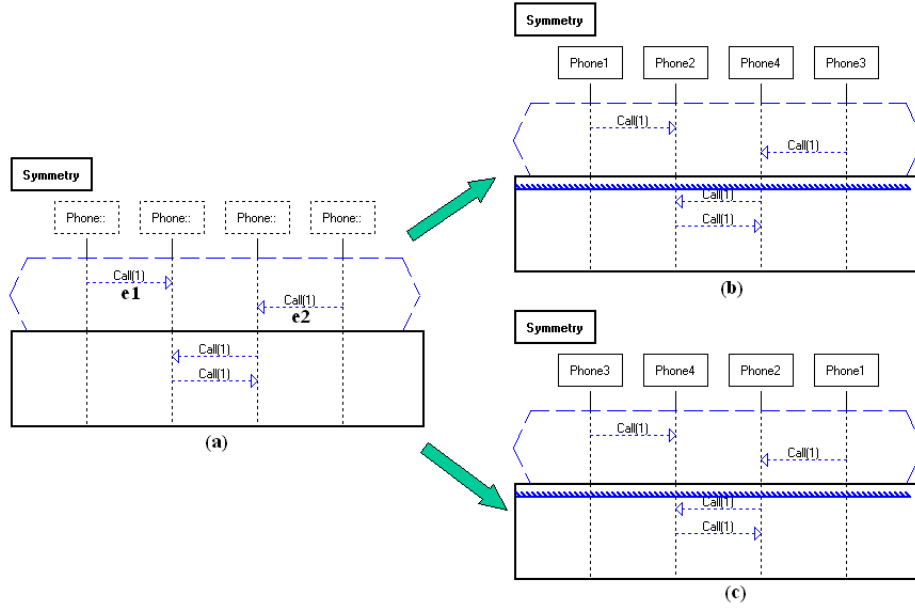 Symmetry
Phone:: Phone:: Phone:: Phone::
Call(1)
e1
Call(1)
e2
Call(1)
Call(1)
(a)
Symmetry
Phone1 Phone2 Phone4 Phone3
Call(1)
Call(1)
Call(1)
Call(1)
(b)
Symmetry
Phone3 Phone4 Phone2 Phone1
Call(1)
Call(1)
Call(1)
Call(1)
(c)